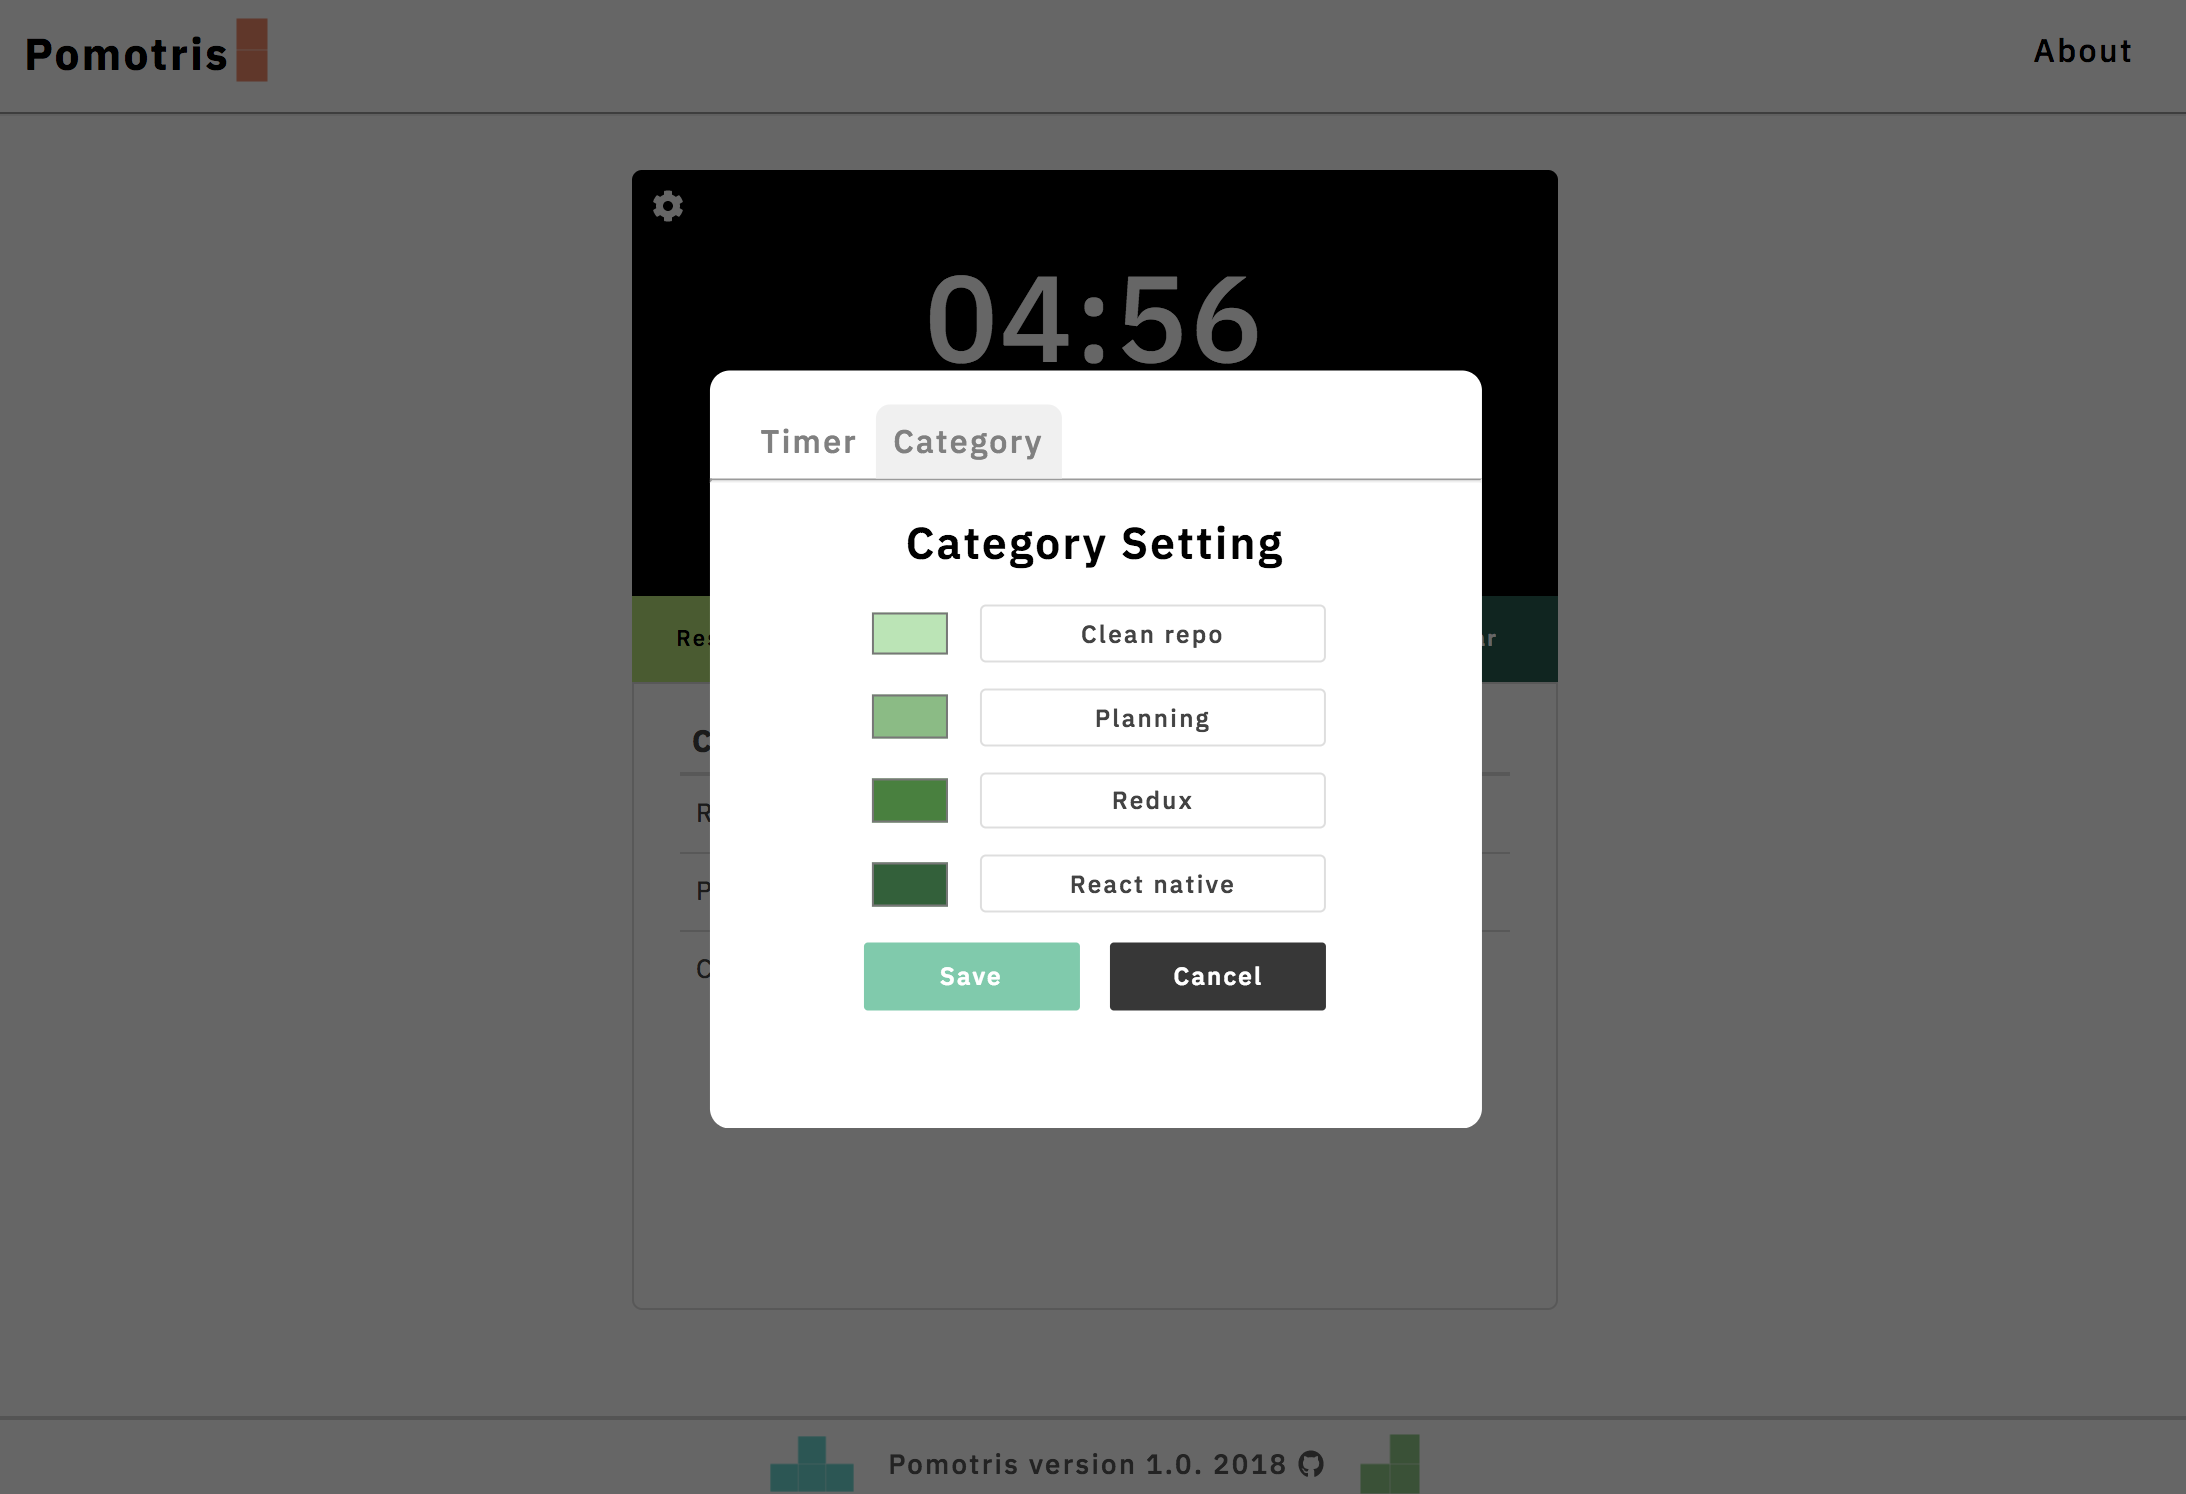 Pomotris
About
04:56
Timer Category
Category Setting
Clean repo
Planning
Redux
React native
Save Cancel
Pomotris version 1.0. 2018